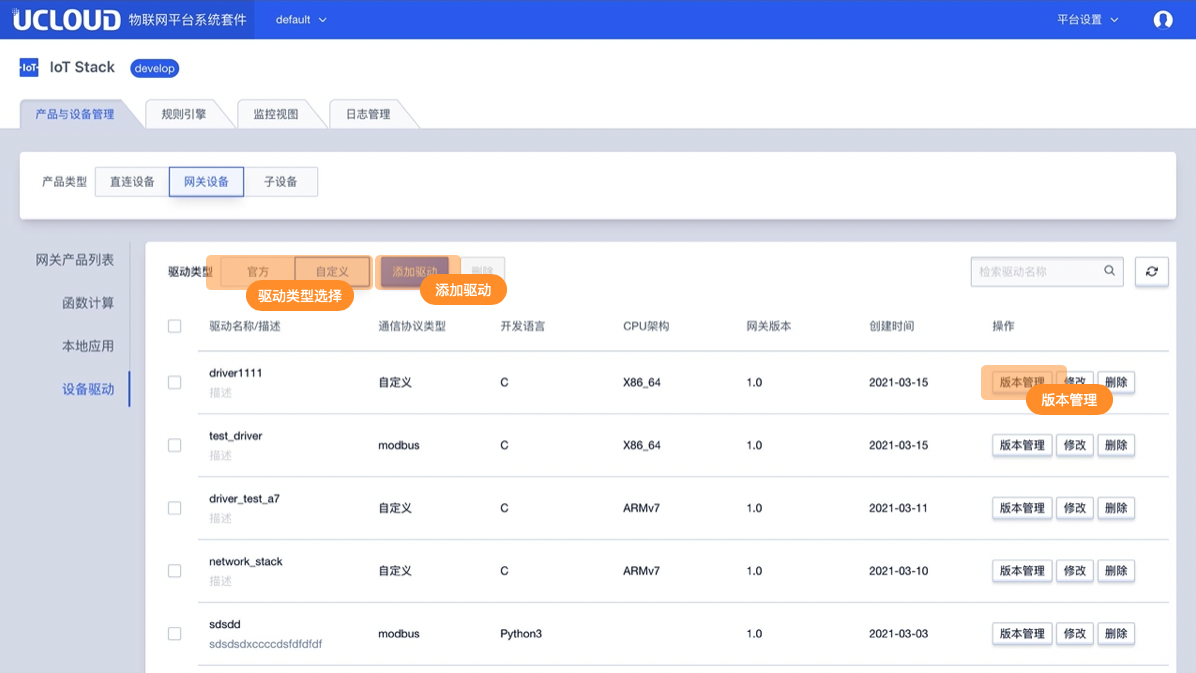 UCLOUD 物联网平台系统套件 default 平台设置
IoT IoT Stack develop
产品与设备管理 规则引擎 监控视图 日志管理
产品类型 直连设备 网关设备 子设备
网关产品列表
函数计算
本地应用
设备驱动
驱动类型 官方 自定义 添加驱动 删除 检索驱动名称
驱动类型选择 添加驱动
驱动名称/描述 通信协议类型 开发语言 CPU架构 网关版本 创建时间 操作
driver1111 自定义 C X86_64 1.0 2021-03-15 版本管理 修改 删除
描述
版本管理
test_driver modbus C X86_64 1.0 2021-03-15 版本管理 修改 删除
描述
driver_test_a7 自定义 C ARMv7 1.0 2021-03-11 版本管理 修改 删除
描述
network_stack 自定义 C ARMv7 1.0 2021-03-10 版本管理 修改 删除
描述
sdsdd modbus Python3 1.0 2021-03-03 版本管理 修改 删除
sdsdsdxccccdsfdfdfdf